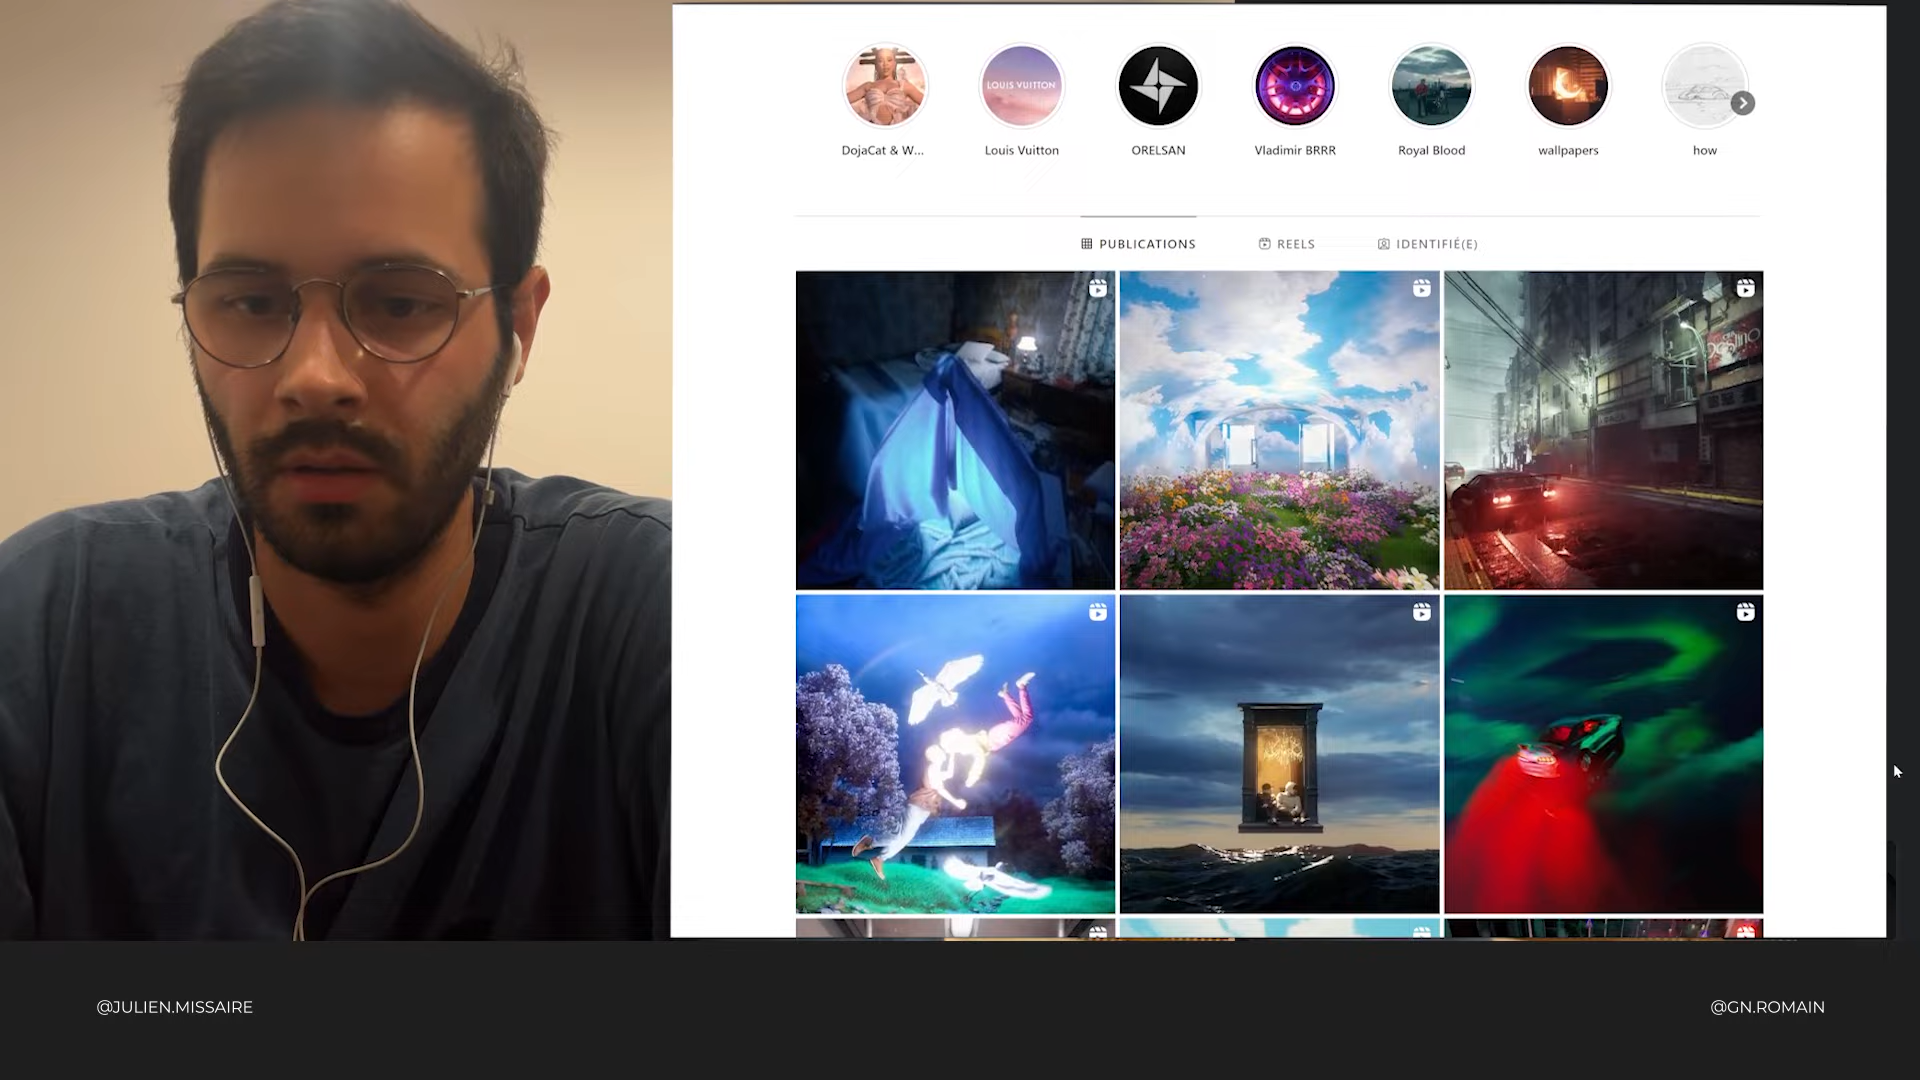 LOUIS VUITTON
DojaCat & W...
Louis Vuitton
ORELSAN
Vladimir BRRR
Royal Blood
wallpapers
how
PUBLICATIONS
REELS
IDENTIFIÉ(E)
@JULIEN.MISSAIRE
@GN.ROMAIN